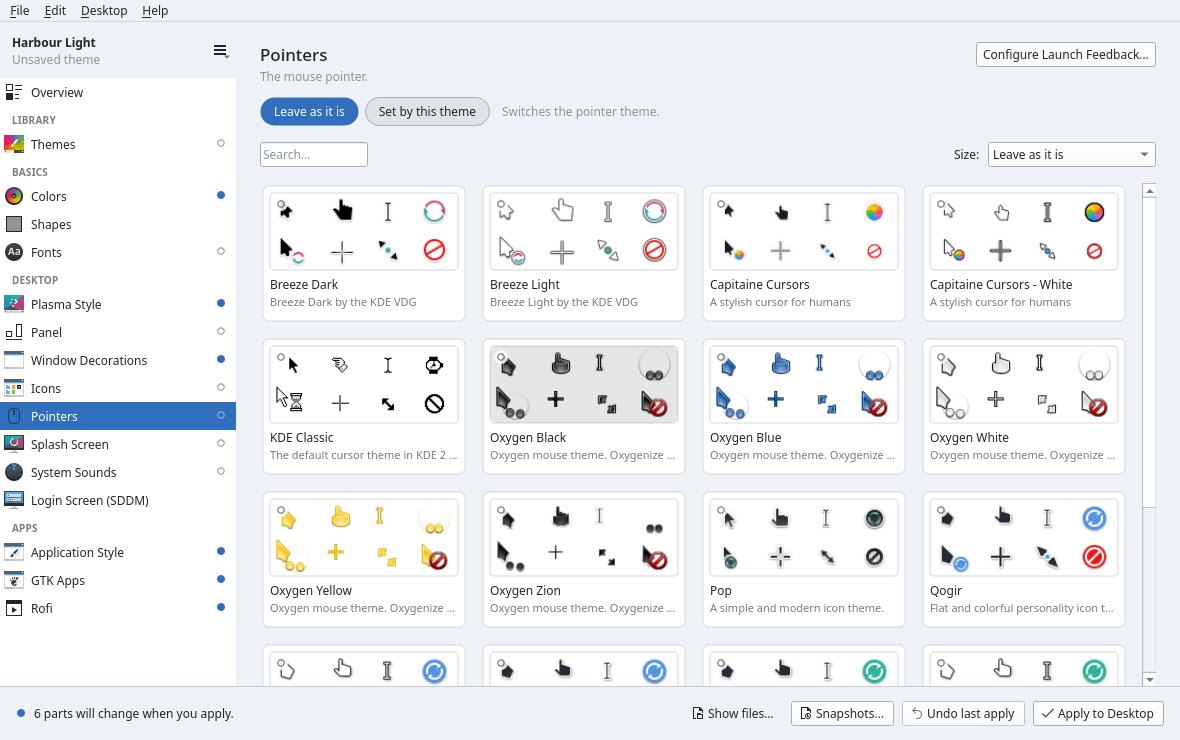 File Edit Desktop Help
Harbour Light
Unsaved theme
Overview
LIBRARY
Themes
BASICS
Colors
Shapes
Fonts
DESKTOP
Plasma Style
Panel
Window Decorations
Icons
Pointers
Splash Screen
System Sounds
Login Screen (SDDM)
APPS
Application Style
GTK Apps
Rofi
Pointers
Configure Launch Feedback...
The mouse pointer.
Leave as it is
Set by this theme
Switches the pointer theme.
Search...
Size:
Leave as it is
Breeze Dark
Breeze Dark by the KDE VDG
Breeze Light
Breeze Light by the KDE VDG
Capitaine Cursors
A stylish cursor for humans
Capitaine Cursors - White
A stylish cursor for humans
KDE Classic
The default cursor theme in KDE 2 ...
Oxygen Black
Oxygen mouse theme. Oxygenize ...
Oxygen Blue
Oxygen mouse theme. Oxygenize ...
Oxygen White
Oxygen mouse theme. Oxygenize ...
Oxygen Yellow
Oxygen mouse theme. Oxygenize ...
Oxygen Zion
Oxygen mouse theme. Oxygenize ...
Pop
A simple and modern icon theme.
Qogir
Flat and colorful personality icon t...
6 parts will change when you apply.
Show files...
Snapshots...
Undo last apply
Apply to Desktop